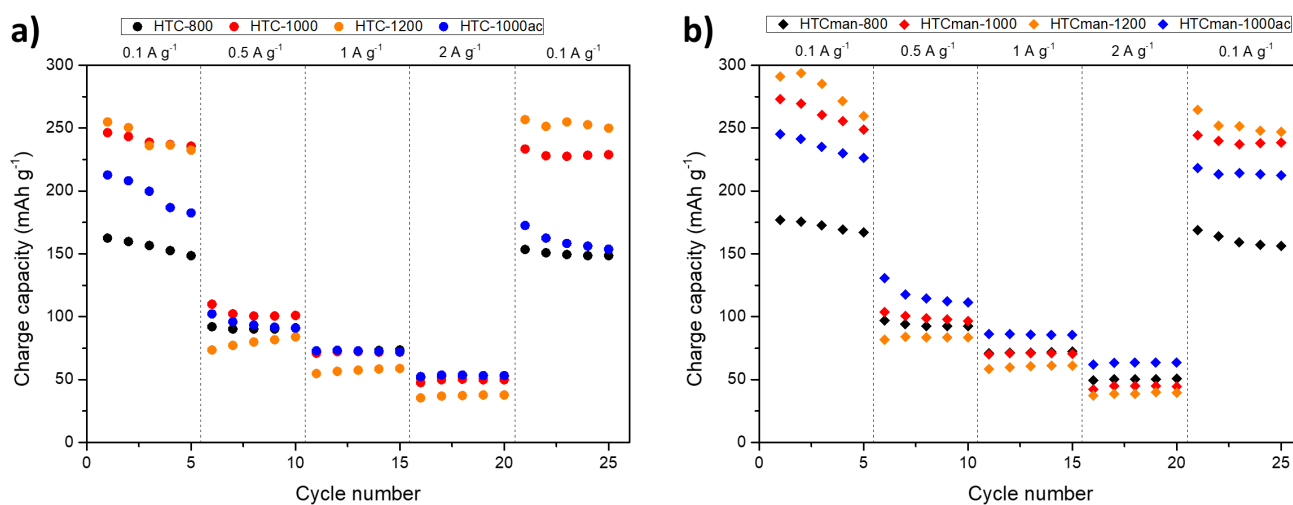 a)
HTC-800 HTC-1000 HTC-1200 HTC-1000ac
0.1 A g⁻¹ 0.5 A g⁻¹ 1 A g⁻¹ 2 A g⁻¹ 0.1 A g⁻¹
Charge capacity (mAh g⁻¹)
300
250
200
150
100
50
0
0 5 10 15 20 25
Cycle number
b)
HTCman-800 HTCman-1000 HTCman-1200 HTCman-1000ac
0.1 A g⁻¹ 0.5 A g⁻¹ 1 A g⁻¹ 2 A g⁻¹ 0.1 A g⁻¹
Charge capacity (mAh g⁻¹)
300
250
200
150
100
50
0
0 5 10 15 20 25
Cycle number